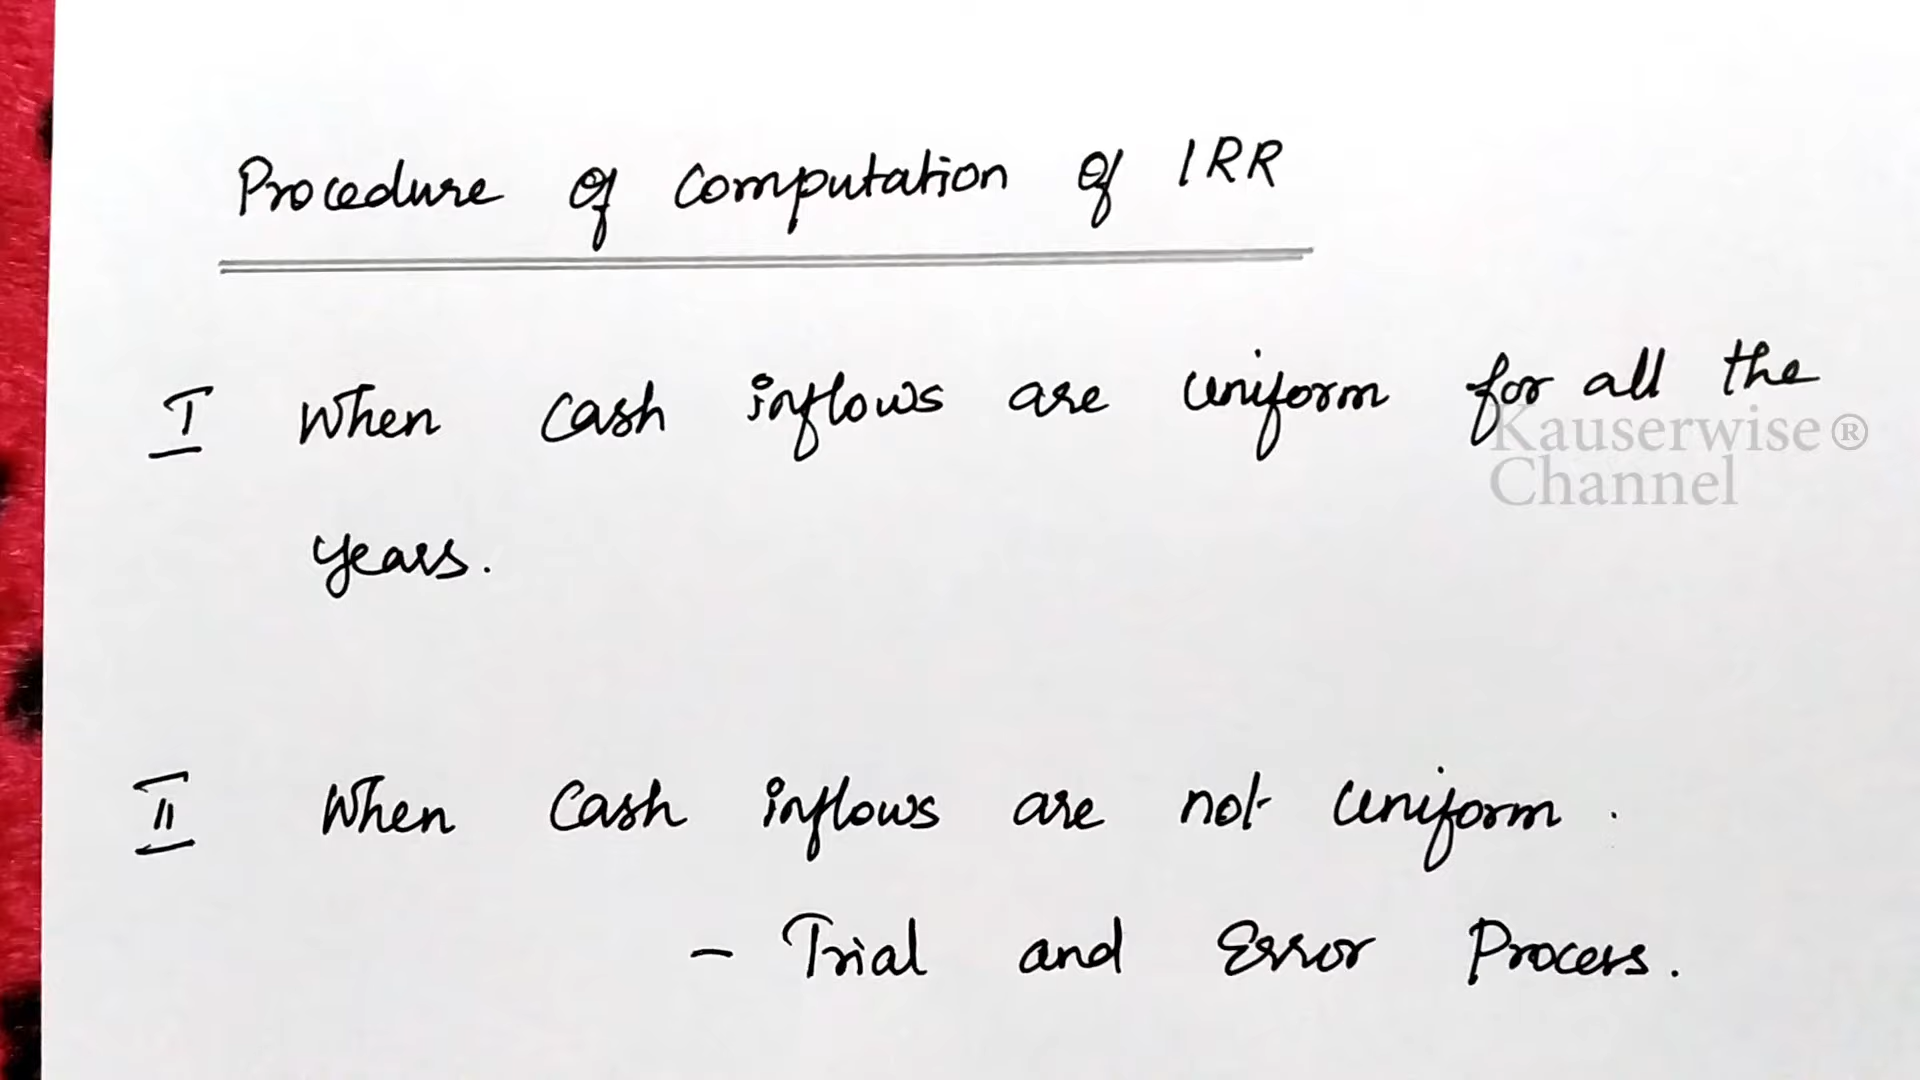 Procedure of Computation of IRR
I When Cash inflows are uniform for all the
Kauserwise®
Channel
years.
II When Cash inflows are not uniform.
- Trial and Error Process.